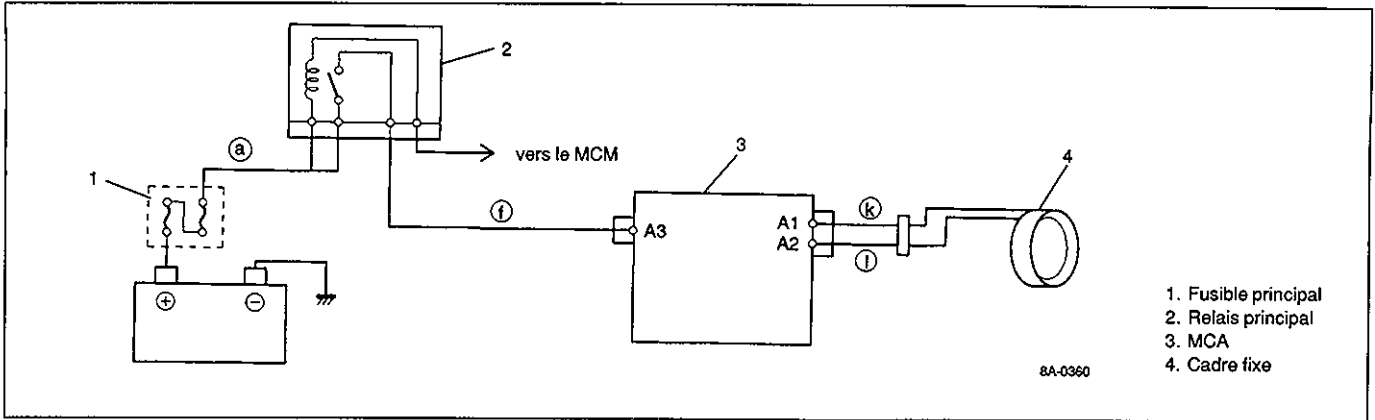 2
ⓐ
vers le MCM
1
3
4
ⓕ
ⓚ
A3
A1
A2
ⓛ
⊕
⊖
1. Fusible principal
2. Relais principal
3. MCA
4. Cadre fixe
8A-0360